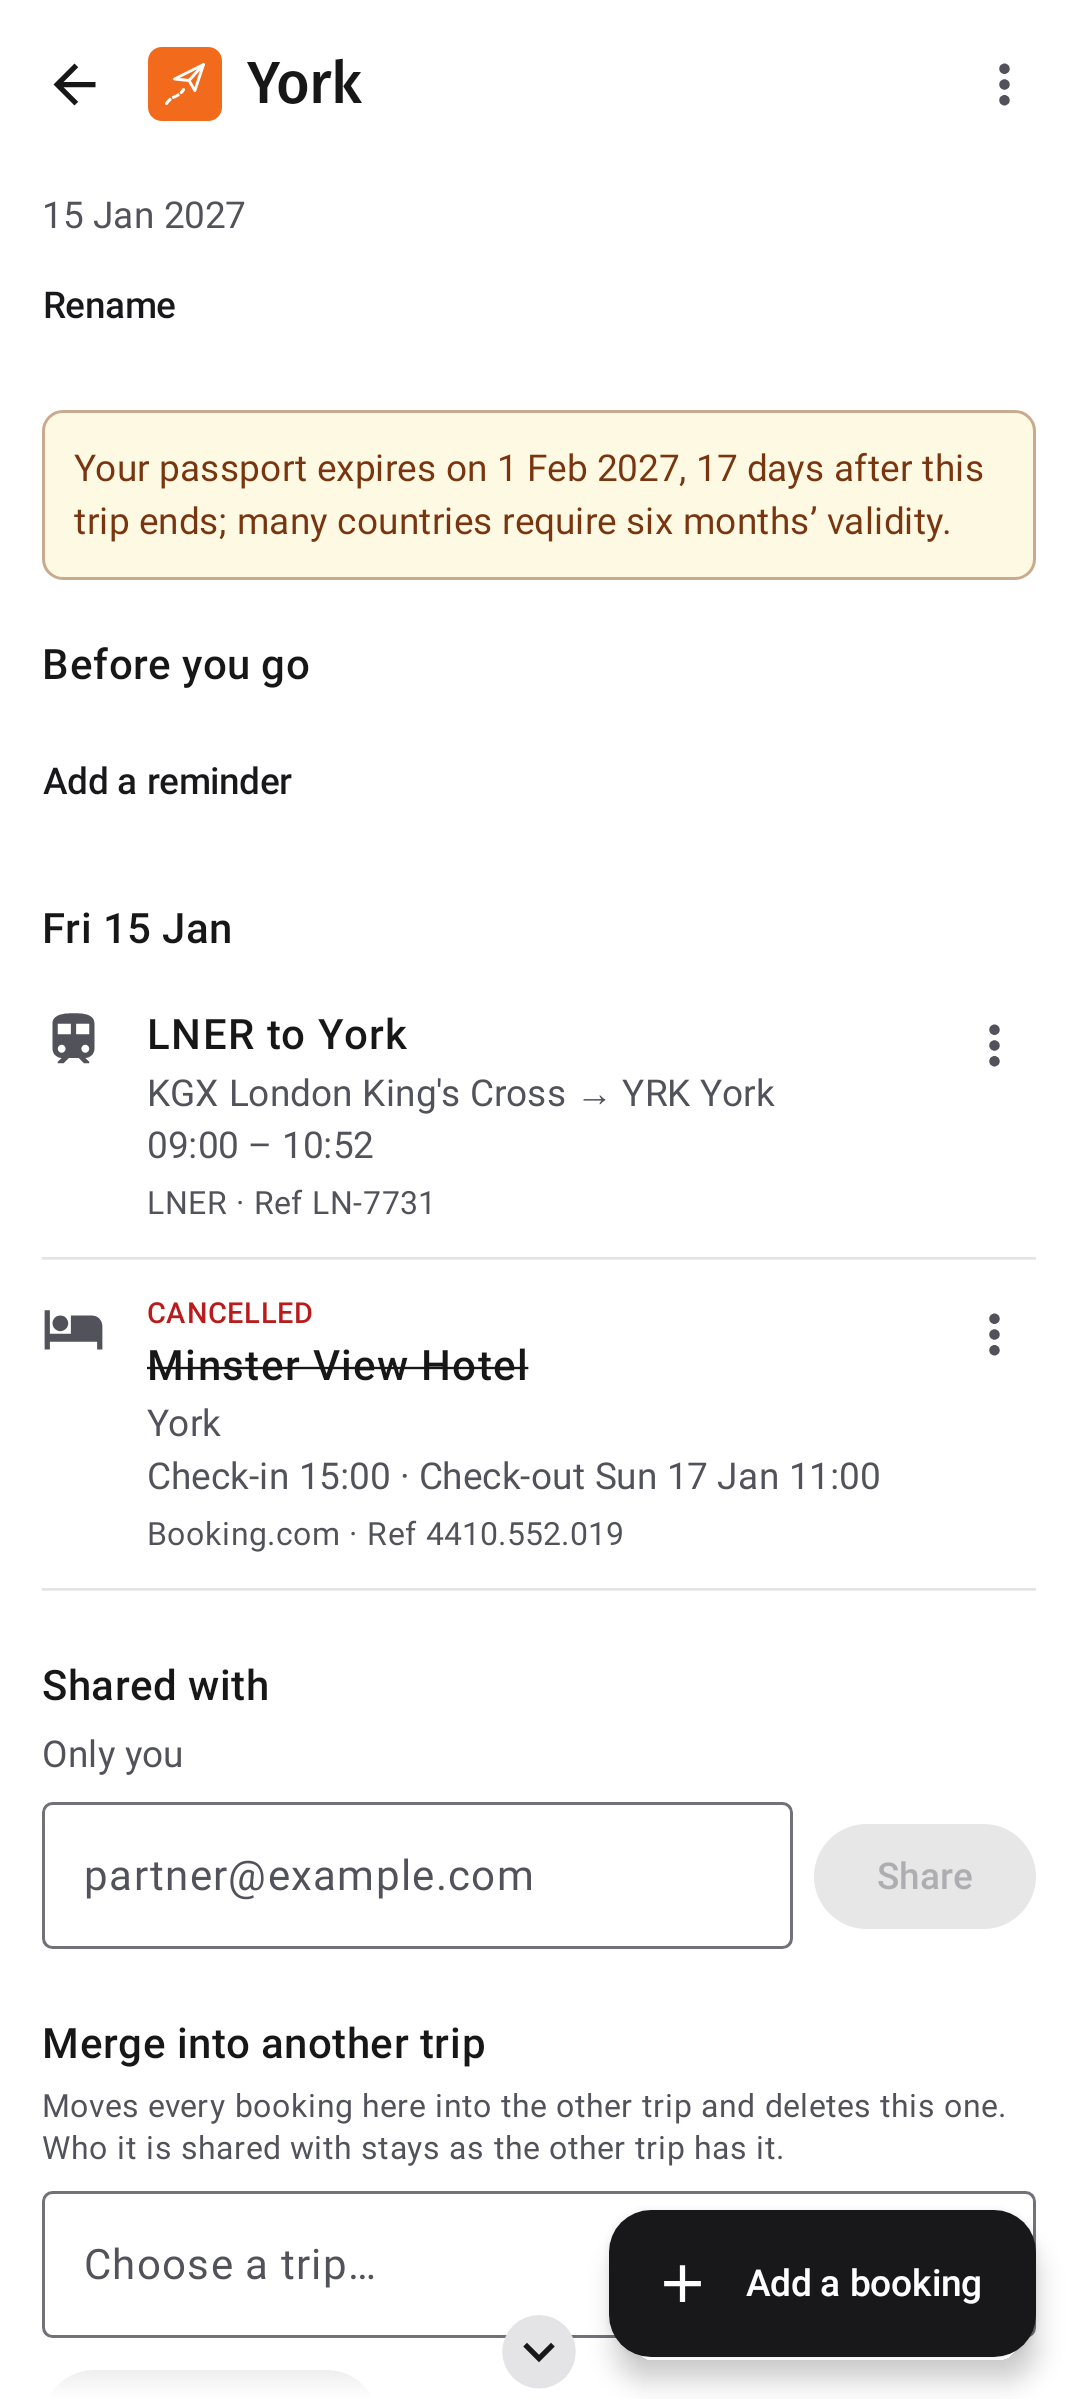 York
15 Jan 2027
Rename
Your passport expires on 1 Feb 2027, 17 days after this
trip ends; many countries require six months’ validity.
Before you go
Add a reminder
Fri 15 Jan
LNER to York
KGX London King's Cross → YRK York
09:00 – 10:52
LNER · Ref LN-7731
CANCELLED
Minster View Hotel
York
Check-in 15:00 · Check-out Sun 17 Jan 11:00
Booking.com · Ref 4410.552.019
Shared with
Only you
partner@example.com
Share
Merge into another trip
Moves every booking here into the other trip and deletes this one.
Who it is shared with stays as the other trip has it.
Choose a trip…
Add a booking